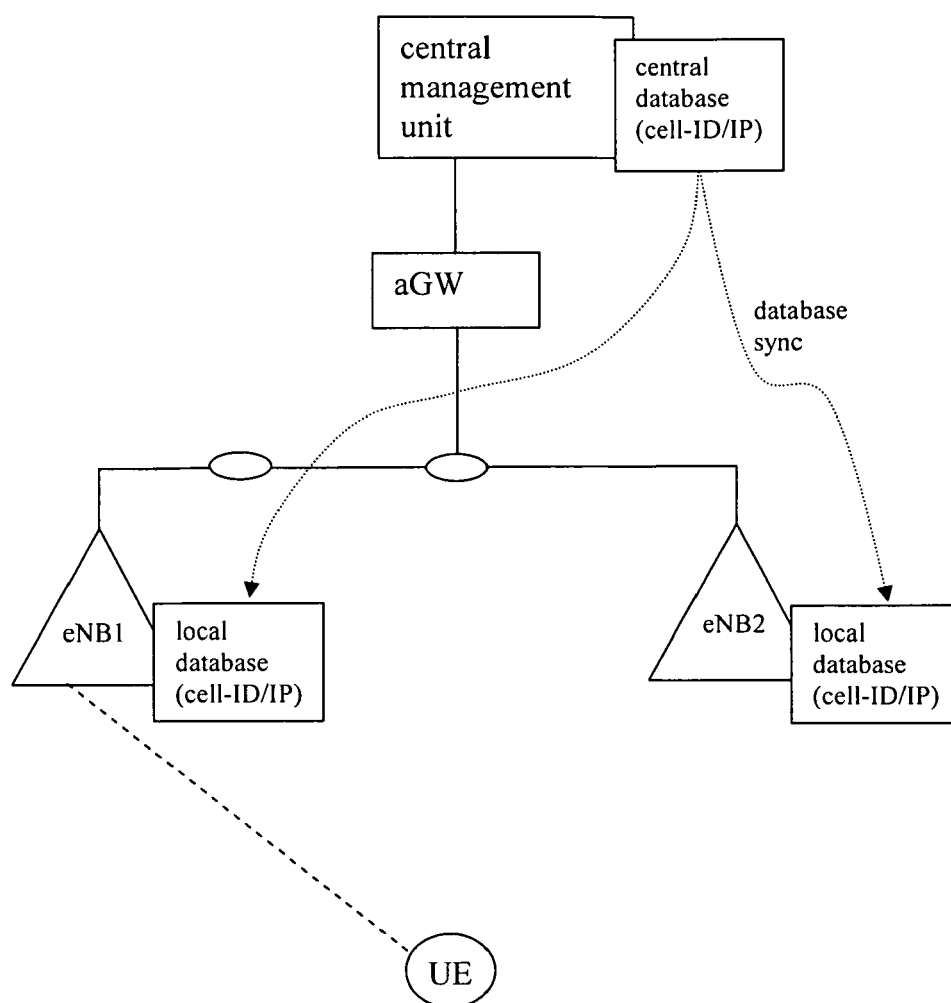 central
management
unit
central
database
(cell-ID/IP)
aGW
database
sync
eNB1
local
database
(cell-ID/IP)
eNB2
local
database
(cell-ID/IP)
UE